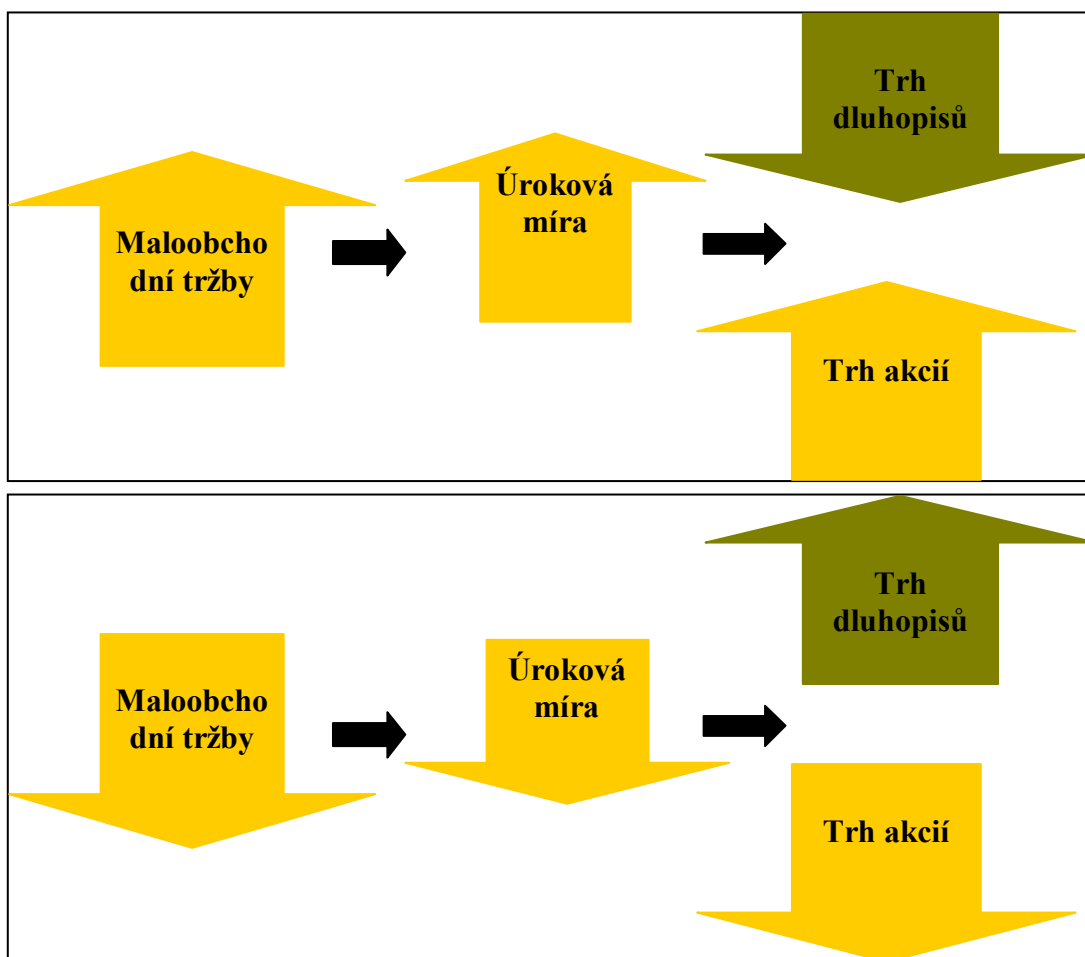 Trh
dluhopisů
Úroková
míra
Maloobcho
dní tržby
Trh akcií
Trh
dluhopisů
Úroková
míra
Maloobcho
dní tržby
Trh akcií